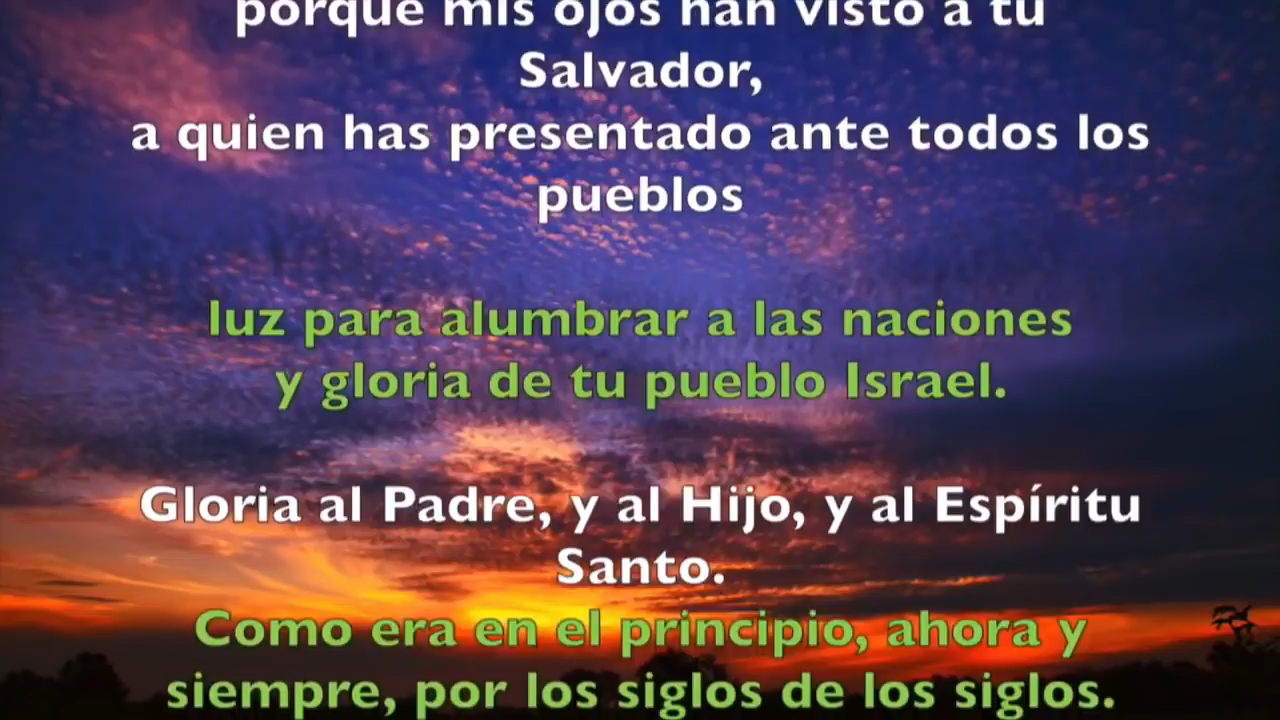 porque mis ojos han visto a tu
Salvador,
a quien has presentado ante todos los
pueblos
luz para alumbrar a las naciones
y gloria de tu pueblo Israel.
Gloria al Padre, y al Hijo, y al Espíritu
Santo.
Como era en el principio, ahora y
siempre, por los siglos de los siglos.